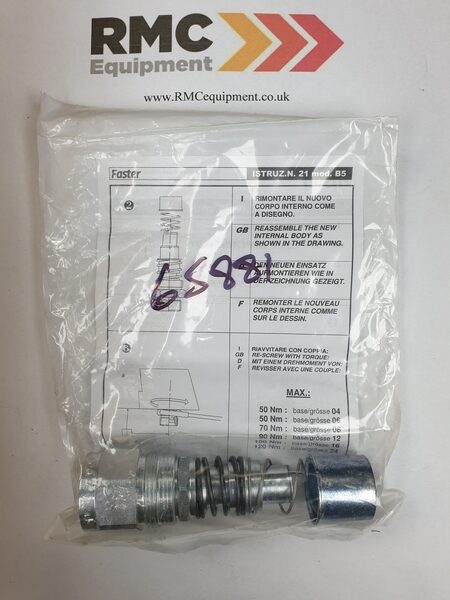 RMC
Equipment
www.RMCequipment.co.uk
Faster
ISTRUZ.N. 21 mod. B5
2
I
RIMONTARE IL NUOVO
CORPO INTERNO COME
A DISEGNO.
GB
REASSEMBLE THE NEW
INTERNAL BODY AS
SHOWN IN THE DRAWING.
DEN NEUEN EINSATZ
WIE IN
DER ZEICHNUNG GEZEIGT.
F
REMONTER LE NOUVEAU
CORPS INTERNE COMME
SUR LE DESSIN.
65881
I RIAVVITARE CON COPPIA:
GB RE-SCREW WITH TORQUE:
D MIT EINEM DREHMOMENT VON:
F REVISSER AVEC UNE COUPLE:
MAX.:
50 Nm : base/grösse 04
50 Nm : base/grösse 06
70 Nm : base/grösse 08
90 Nm : base/grösse 12